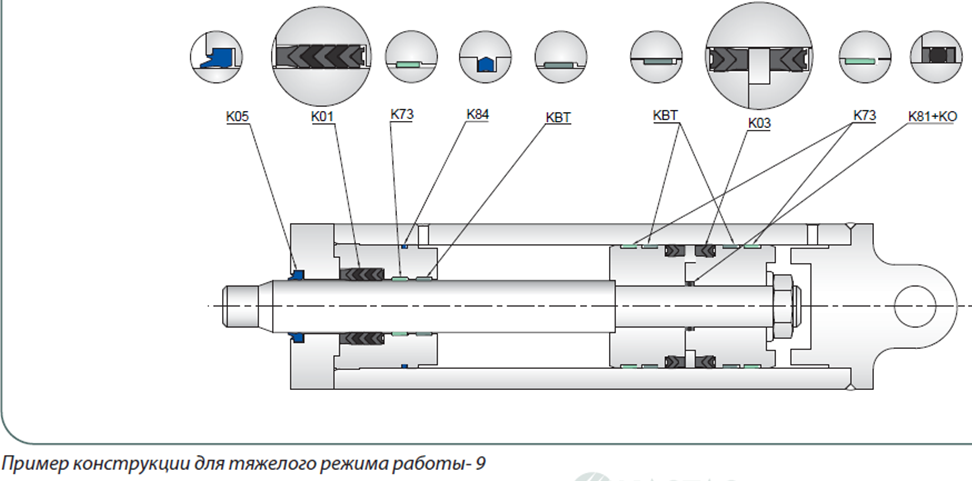 K05 K01 K73 K84 KBT KBT K03 K73 K81+KO
Пример конструкции для тяжелого режима работы- 9